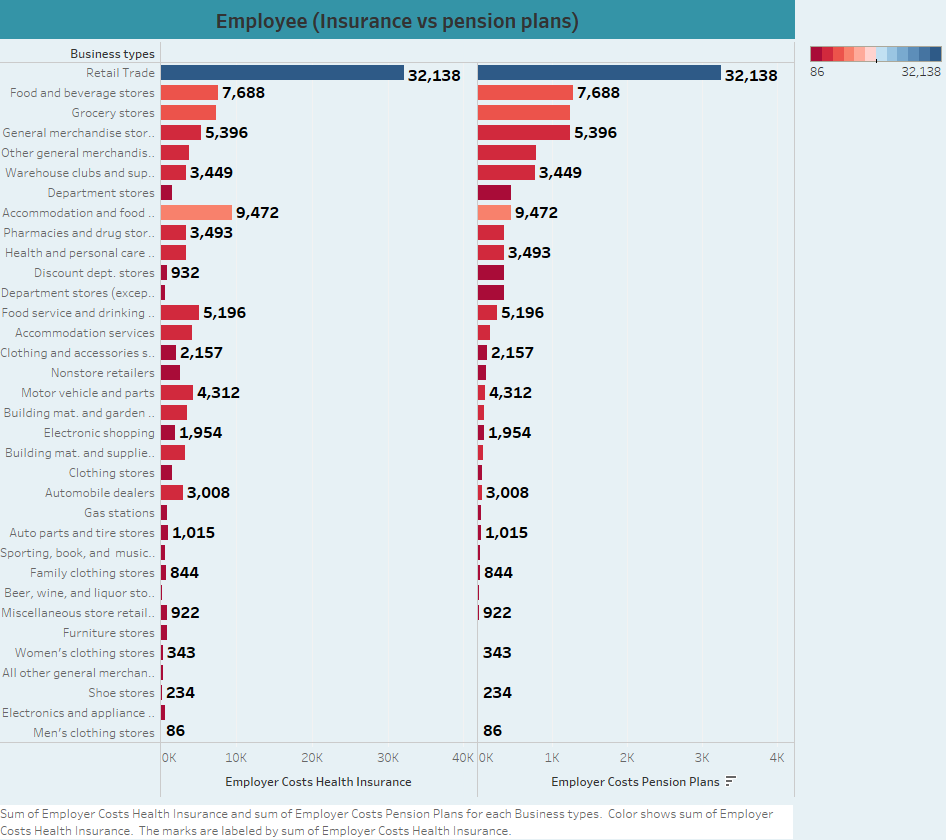 Employee (Insurance vs pension plans)
86 32,138
Business types
Retail Trade 32,138 32,138
Food and beverage stores 7,688 7,688
Grocery stores
General merchandise stor.. 5,396 5,396
Other general merchandis..
Warehouse clubs and sup.. 3,449 3,449
Department stores
Accommodation and food .. 9,472 9,472
Pharmacies and drug stor.. 3,493
Health and personal care .. 3,493
Discount dept. stores 932
Department stores (excep..
Food service and drinking .. 5,196 5,196
Accommodation services
Clothing and accessories s.. 2,157 2,157
Nonstore retailers
Motor vehicle and parts 4,312 4,312
Building mat. and garden ..
Electronic shopping 1,954 1,954
Building mat. and supplie..
Clothing stores
Automobile dealers 3,008 3,008
Gas stations
Auto parts and tire stores 1,015 1,015
Sporting, book, and music..
Family clothing stores 844 844
Beer, wine, and liquor sto..
Miscellaneous store retail.. 922 922
Furniture stores
Women's clothing stores 343 343
All other general merchan..
Shoe stores 234 234
Electronics and appliance ..
Men's clothing stores 86 86
0K 10K 20K 30K 40K 0K 1K 2K 3K 4K
Employer Costs Health Insurance Employer Costs Pension Plans
Sum of Employer Costs Health Insurance and sum of Employer Costs Pension Plans for each Business types. Color shows sum of Employer
Costs Health Insurance. The marks are labeled by sum of Employer Costs Health Insurance.